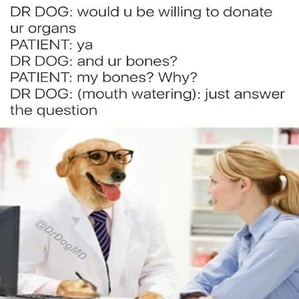 DR DOG: would u be willing to donate
ur organs
PATIENT: ya
DR DOG: and ur bones?
PATIENT: my bones? Why?
DR DOG: (mouth watering): just answer
the question
@DrDogMD